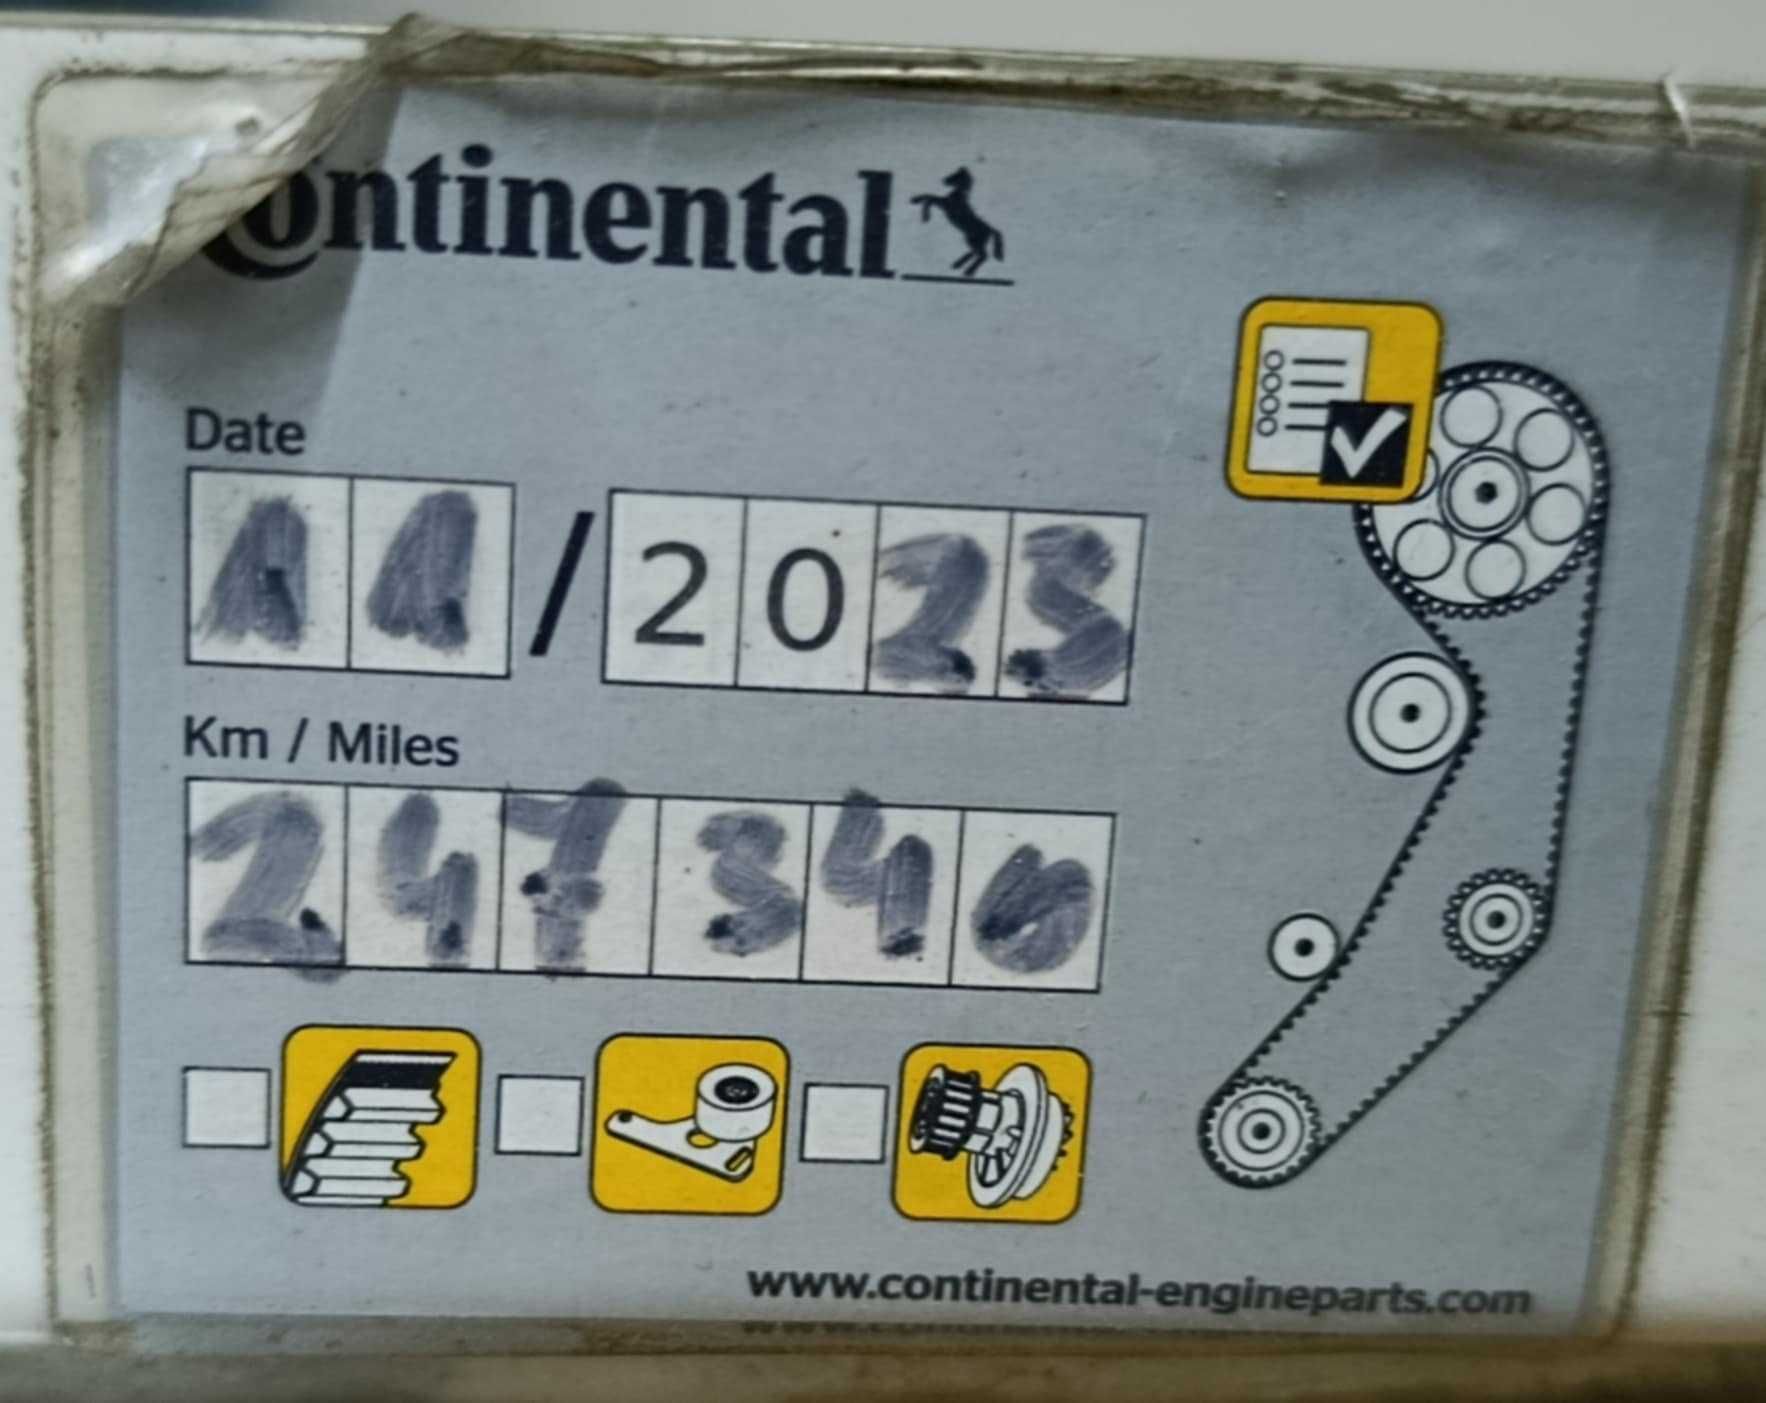 Continental
Date
11/2023
Km / Miles
247340
www.continental-engineparts.com